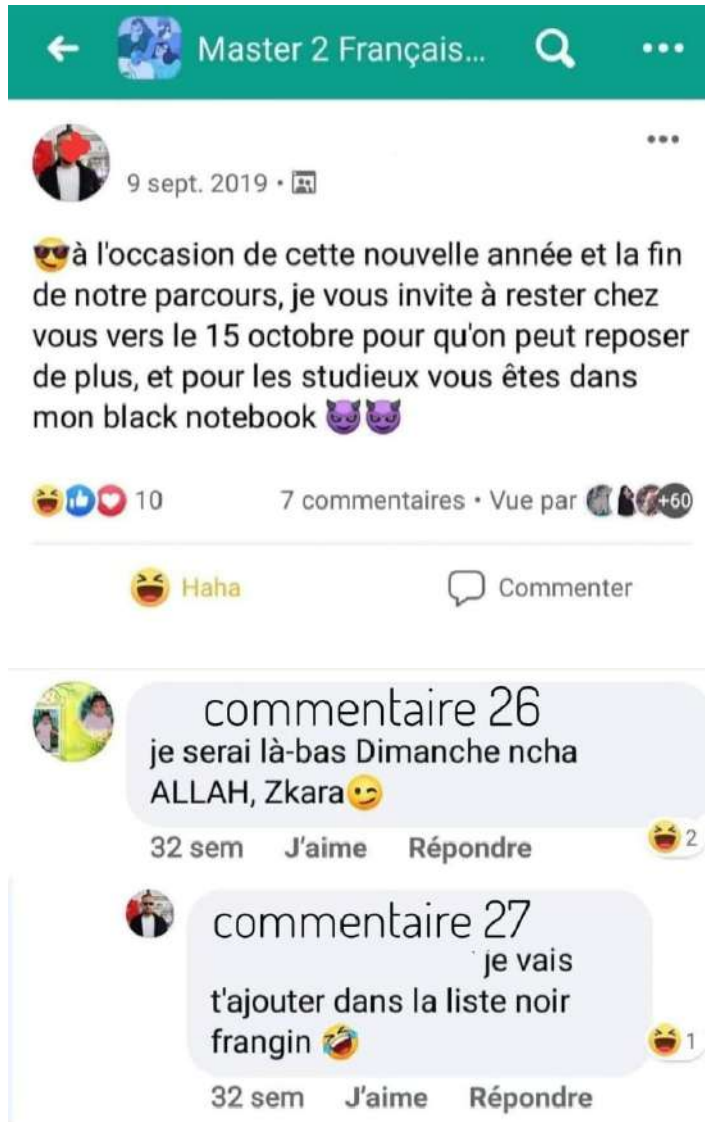 Master 2 Français...
9 sept. 2019 •
😎à l'occasion de cette nouvelle année et la fin
de notre parcours, je vous invite à rester chez
vous vers le 15 octobre pour qu'on peut reposer
de plus, et pour les studieux vous êtes dans
mon black notebook 😈😈
10
7 commentaires • Vue par +60
Haha
Commenter
commentaire 26
je serai là-bas Dimanche ncha
ALLAH, Zkara😉
2
32 sem J'aime Répondre
commentaire 27
je vais
t'ajouter dans la liste noir
frangin 🤣
1
32 sem J'aime Répondre